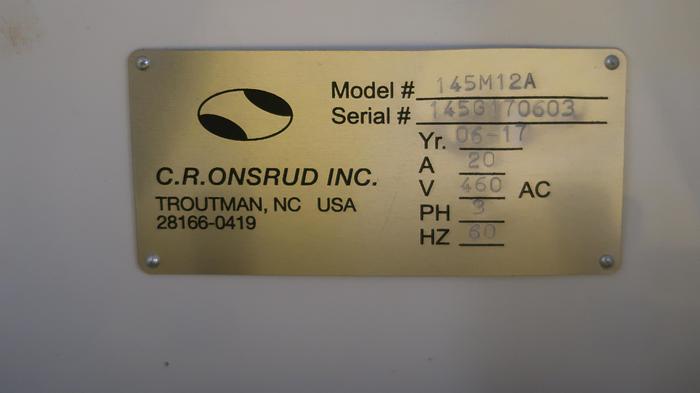 Model # 145M12A
Serial # 145G170603
Yr. 06-17
A 20
V 460 AC
PH 3
HZ 60
C.R.ONSRUD INC.
TROUTMAN, NC USA
28166-0419